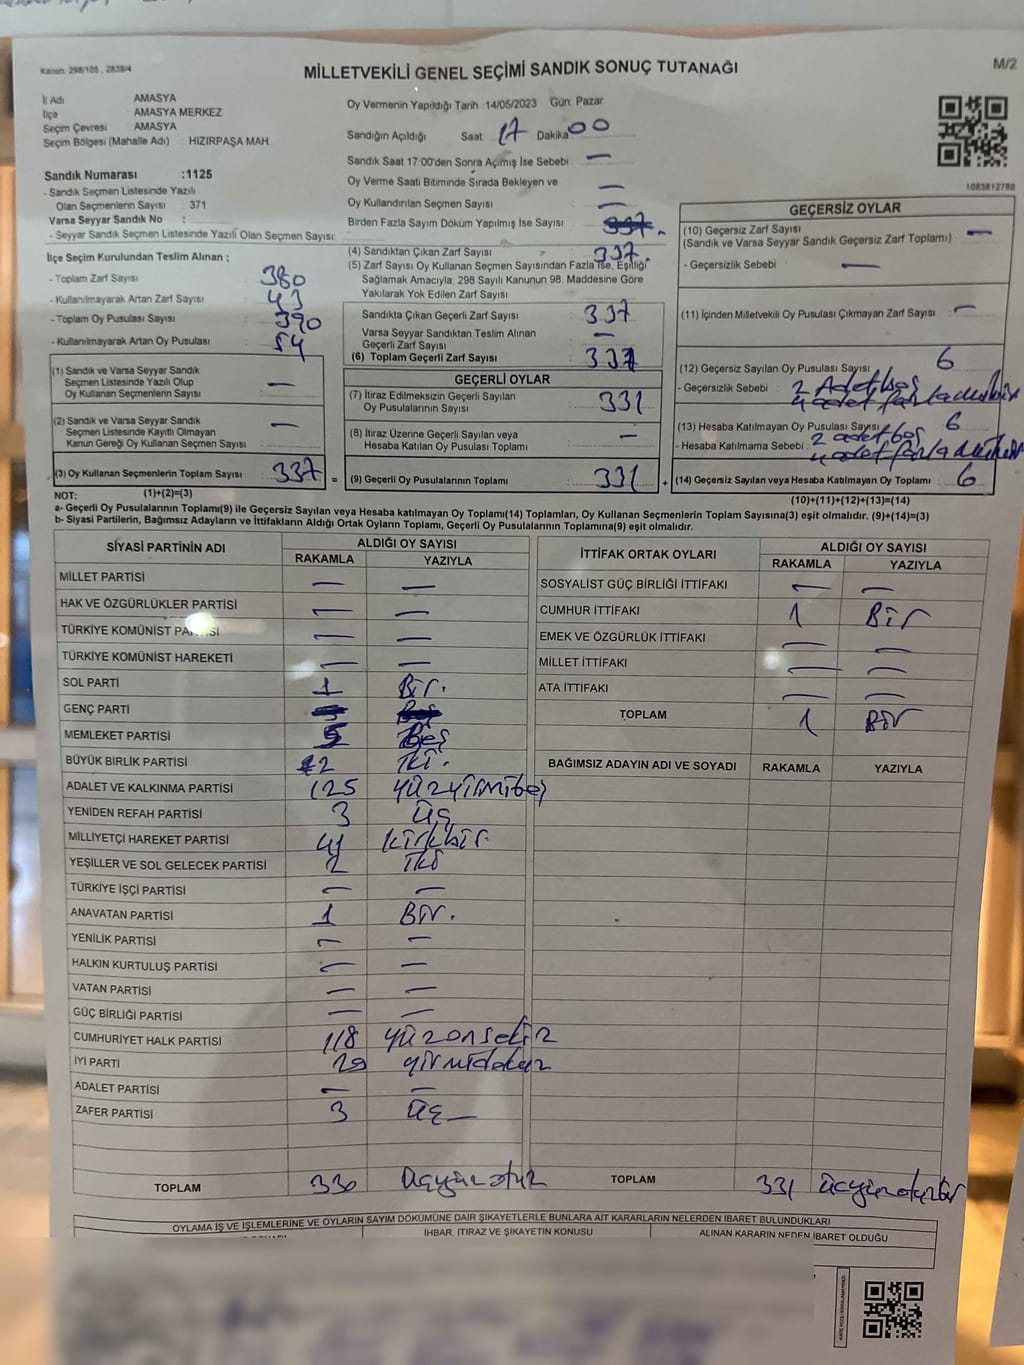 Kanun: 298/105 , 2839/4
MİLLETVEKİLİ GENEL SEÇİMİ SANDIK SONUÇ TUTANAĞI
M/2
İl Adı AMASYA
İlçe AMASYA MERKEZ
Seçim Çevresi AMASYA
Seçim Bölgesi (Mahalle Adı) : HIZIRPAŞA MAH.
Sandık Numarası :1125
- Sandık Seçmen Listesinde Yazılı
Olan Seçmenlerin Sayısı : 371
Varsa Seyyar Sandık No :
- Seyyar Sandık Seçmen Listesinde Yazılı Olan Seçmen Sayısı:
İlçe Seçim Kurulundan Teslim Alınan ;
- Toplam Zarf Sayısı : 380
- Kullanılmayarak Artan Zarf Sayısı : 43
- Toplam Oy Pusulası Sayısı : 390
- Kullanılmayarak Artan Oy Pusulası : 54
(1) Sandık ve Varsa Seyyar Sandık
Seçmen Listesinde Yazılı Olup
Oy Kullanan Seçmenlerin Sayısı : —
(2) Sandık ve Varsa Seyyar Sandık
Seçmen Listesinde Kayıtlı Olmayan
Kanun Gereği Oy Kullanan Seçmen Sayısı : —
(3) Oy Kullanan Seçmenlerin Toplam Sayısı : 337 =
Oy Vermenin Yapıldığı Tarih 14/05/2023 Gün: Pazar
Sandığın Açıldığı Saat 17 Dakika 00
Sandık Saat 17:00'den Sonra Açımış İse Sebebi : —
Oy Verme Saati Bitiminde Sırada Bekleyen ve
Oy Kullandırılan Seçmen Sayısı : —
Birden Fazla Sayım Döküm Yapılmış İse Sayısı : 337.
(4) Sandıktan Çıkan Zarf Sayısı : 337.
(5) Zarf Sayısı Oy Kullanan Seçmen Sayısından Fazla İse, Eşitliği
Sağlamak Amacıyla, 298 Sayılı Kanunun 98. Maddesine Göre
Yakılarak Yok Edilen Zarf Sayısı :
Sandıkta Çıkan Geçerli Zarf Sayısı : 337
Varsa Seyyar Sandıktan Teslim Alınan
Geçerli Zarf Sayısı : —
(6) Toplam Geçerli Zarf Sayısı : 337
GEÇERLİ OYLAR
(7) İtiraz Edilmeksizin Geçerli Sayılan
Oy Pusulalarının Sayısı : 331
(8) İtiraz Üzerine Geçerli Sayılan veya
Hesaba Katılan Oy Pusulası Toplamı : —
(9) Geçerli Oy Pusulalarının Toplamı : 331 +
1083812788
GEÇERSİZ OYLAR
(10) Geçersiz Zarf Sayısı
(Sandık ve Varsa Seyyar Sandık Geçersiz Zarf Toplamı) : —
- Geçersizlik Sebebi : —
(11) İçinden Milletvekili Oy Pusulası Çıkmayan Zarf Sayısı : —
(12) Geçersiz Sayılan Oy Pusulası Sayısı : 6
- Geçersizlik Sebebi : 2 Adet boş
(13) Hesaba Katılmayan Oy Pusulası Sayısı : 6
- Hesaba Katılmama Sebebi : 2 adet boş
(14) Geçersiz Sayılan veya Hesaba Katılmayan Oy Toplamı : 6
NOT: (1)+(2)=(3) (10)+(11)+(12)+(13)=(14)
a- Geçerli Oy Pusulalarının Toplamı(9) ile Geçersiz Sayılan veya Hesaba katılmayan Oy Toplamı(14) Toplamları, Oy Kullanan Seçmenlerin Toplam Sayısına(3) eşit olmalıdır. (9)+(14)=(3)
b- Siyasi Partilerin, Bağımsız Adayların ve İttifakların Aldığı Ortak Oyların Toplamı, Geçerli Oy Pusulalarının Toplamına(9) eşit olmalıdır.
SİYASİ PARTİNİN ADI ALDIĞI OY SAYISI
RAKAMLA YAZIYLA
MİLLET PARTİSİ — —
HAK VE ÖZGÜRLÜKLER PARTİSİ — —
TÜRKİYE KOMÜNİST PARTİSİ — —
TÜRKİYE KOMÜNİST HAREKETİ — —
SOL PARTİ 1 Bir.
GENÇ PARTİ
MEMLEKET PARTİSİ 5 Beş
BÜYÜK BİRLİK PARTİSİ 2 İki.
ADALET VE KALKINMA PARTİSİ 125 yüzyirmibeş
YENİDEN REFAH PARTİSİ 3 üç
MİLLİYETÇİ HAREKET PARTİSİ 41 kırkbir.
YEŞİLLER VE SOL GELECEK PARTİSİ 2 İki
TÜRKİYE İŞÇİ PARTİSİ — —
ANAVATAN PARTİSİ 1 Bir.
YENİLİK PARTİSİ — —
HALKIN KURTULUŞ PARTİSİ — —
VATAN PARTİSİ — —
GÜÇ BİRLİĞİ PARTİSİ — —
CUMHURİYET HALK PARTİSİ 118 yüzonsekiz
İYİ PARTİ 29 yirmidokuz
ADALET PARTİSİ — —
ZAFER PARTİSİ 3 üç
TOPLAM 330 üçyüzotuz
İTTİFAK ORTAK OYLARI ALDIĞI OY SAYISI
RAKAMLA YAZIYLA
SOSYALİST GÜÇ BİRLİĞİ İTTİFAKI — —
CUMHUR İTTİFAKI 1 Bir
EMEK VE ÖZGÜRLÜK İTTİFAKI — —
MİLLET İTTİFAKI — —
ATA İTTİFAKI — —
TOPLAM 1 Bir
BAĞIMSIZ ADAYIN ADI VE SOYADI RAKAMLA YAZIYLA
TOPLAM 331 üçyüzotuzbir
OYLAMA İŞ VE İŞLEMLERİNE VE OYLARIN SAYIM DÖKÜMÜNE DAİR ŞİKAYETLERLE BUNLARA AİT KARARLARIN NELERDEN İBARET BULUNDUKLARI
İHBAR, İTİRAZ VE ŞİKAYETİN KONUSU ALINAN KARARIN NEDEN İBARET OLDUĞU